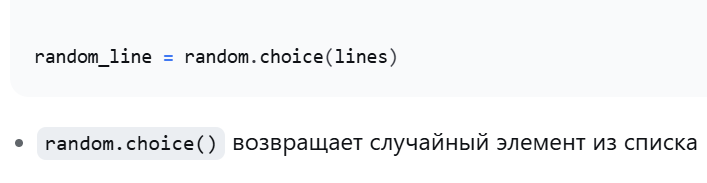 random_line = random.choice(lines)
random.choice() возвращает случайный элемент из списка